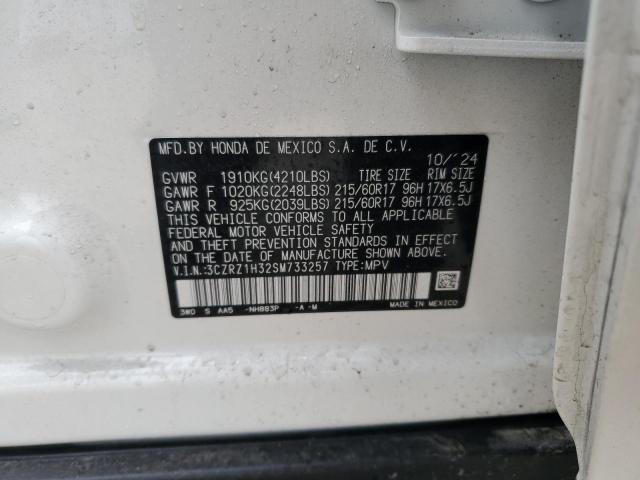 MFD.BY HONDA DE MEXICO S.A. DE C.V.
10/'24
GVWR 1910KG(4210LBS) TIRE SIZE RIM SIZE
GAWR F 1020KG(2248LBS) 215/60R17 96H 17X6.5J
GAWR R 925KG(2039LBS) 215/60R17 96H 17X6.5J
THIS VEHICLE CONFORMS TO ALL APPLICABLE
FEDERAL MOTOR VEHICLE SAFETY
AND THEFT PREVENTION STANDARDS IN EFFECT
ON THE DATE OF MANUFACTURE SHOWN ABOVE.
V.I.N.:3CZRZ1H32SM733257 TYPE:MPV
3W0 S AA5 -NH883P -A -M MADE IN MEXICO